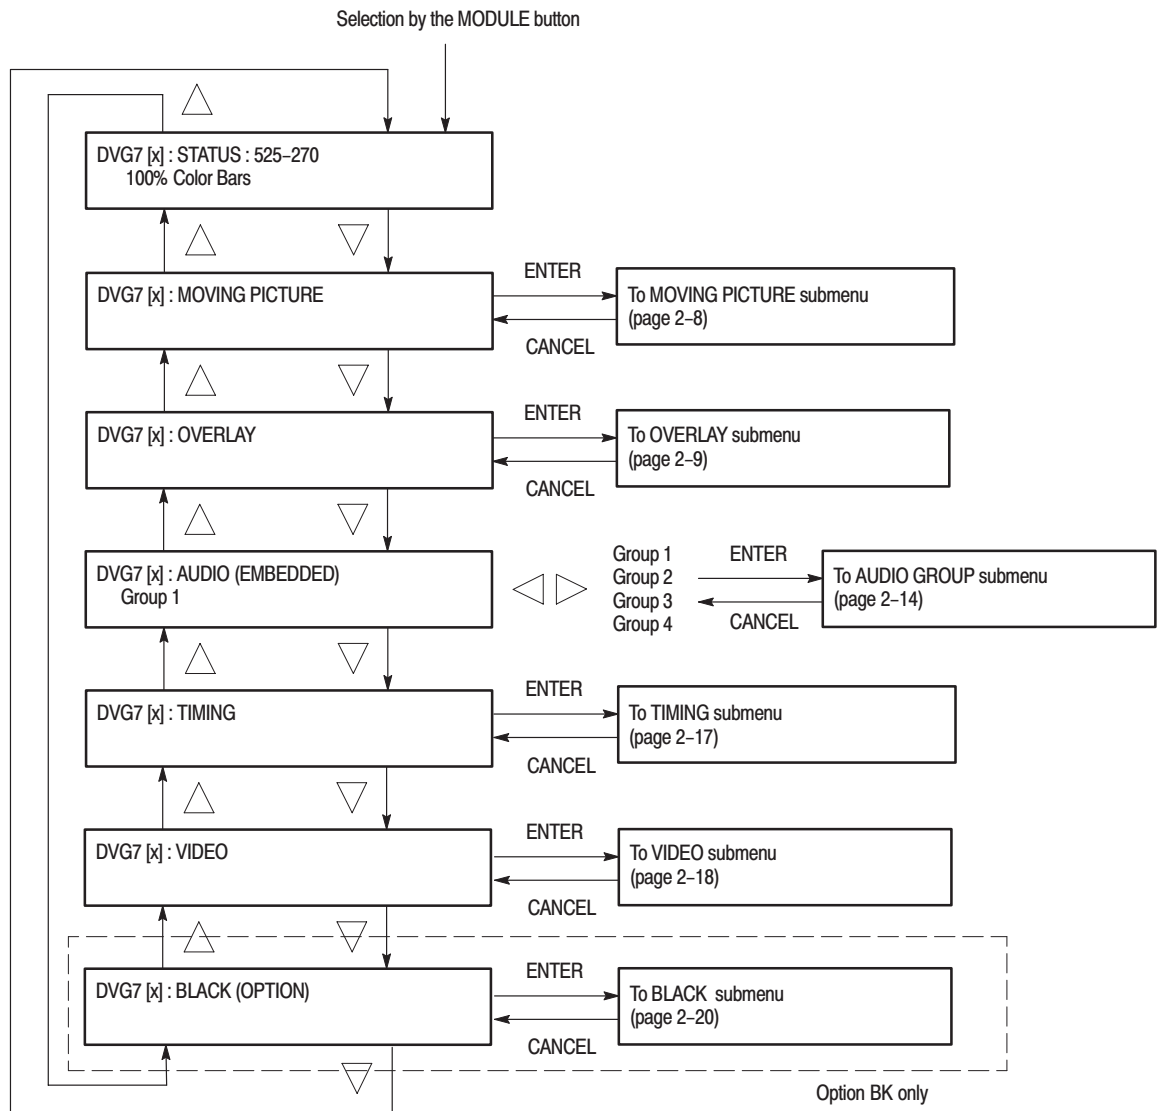 Selection by the MODULE button
DVG7 [x] : STATUS : 525–270
100% Color Bars
DVG7 [x] : MOVING PICTURE
ENTER
CANCEL
To MOVING PICTURE submenu
(page 2–8)
DVG7 [x] : OVERLAY
ENTER
CANCEL
To OVERLAY submenu
(page 2–9)
DVG7 [x] : AUDIO (EMBEDDED)
Group 1
Group 1
Group 2
Group 3
Group 4
ENTER
CANCEL
To AUDIO GROUP submenu
(page 2–14)
DVG7 [x] : TIMING
ENTER
CANCEL
To TIMING submenu
(page 2–17)
DVG7 [x] : VIDEO
ENTER
CANCEL
To VIDEO submenu
(page 2–18)
DVG7 [x] : BLACK (OPTION)
ENTER
CANCEL
To BLACK submenu
(page 2–20)
Option BK only